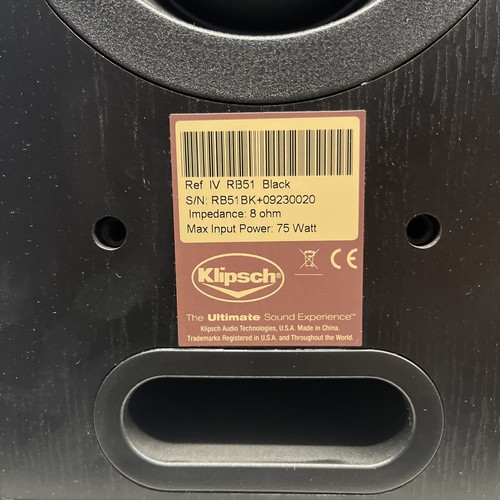 Ref IV RB51 Black
S/N: RB51BK+09230020
Impedance: 8 ohm
Max Input Power: 75 Watt
CE
Klipsch®
The Ultimate Sound Experience™
Klipsch Audio Technologies, U.S.A. Made in China.
Trademarks Registered in U.S.A. and Throughout the World.